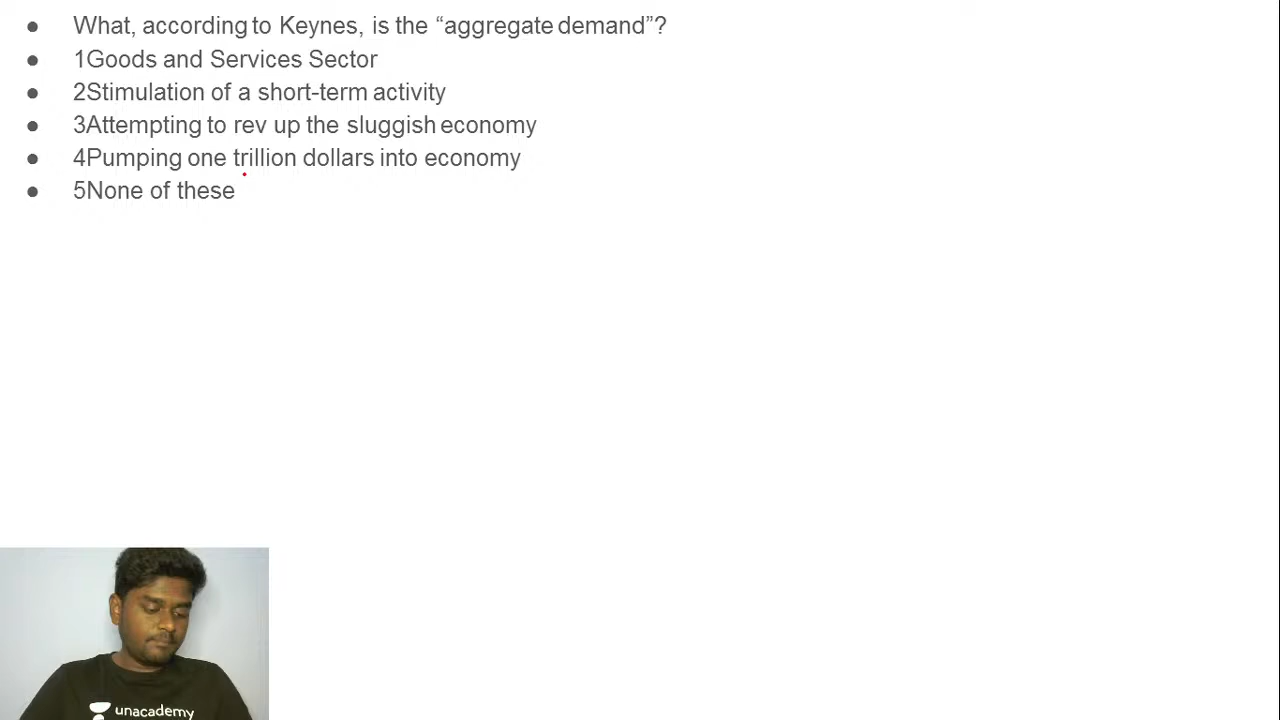 ● What, according to Keynes, is the “aggregate demand”?
● 1Goods and Services Sector
● 2Stimulation of a short-term activity
● 3Attempting to rev up the sluggish economy
● 4Pumping one trillion dollars into economy
● 5None of these
unacademy